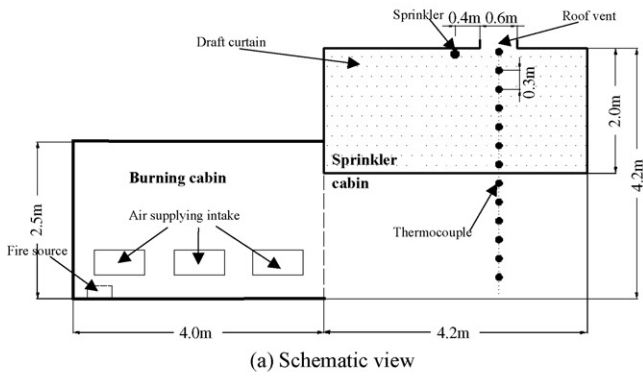 Sprinkler
0.4m
0.6m
Roof vent
Draft curtain
0.3m
2.0m
4.2m
Sprinkler
cabin
Burning cabin
2.5m
Air supplying intake
Thermocouple
Fire source
4.0m
4.2m
(a) Schematic view